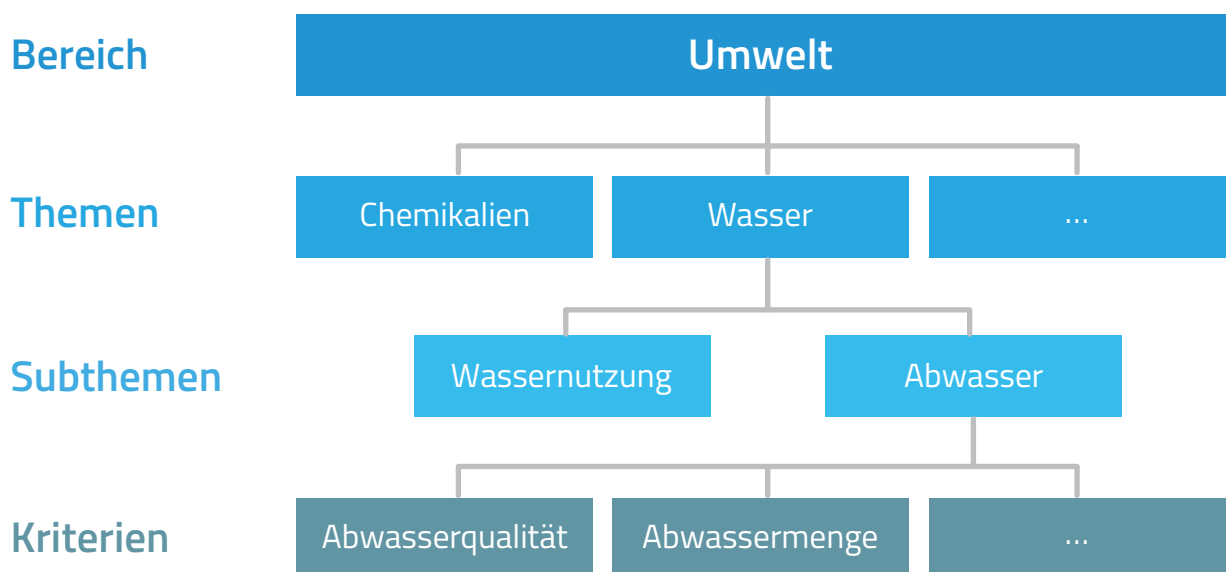 Bereich
Umwelt
Themen
Chemikalien
Wasser
...
Subthemen
Wassernutzung
Abwasser
Kriterien
Abwasserqualität
Abwassermenge
...